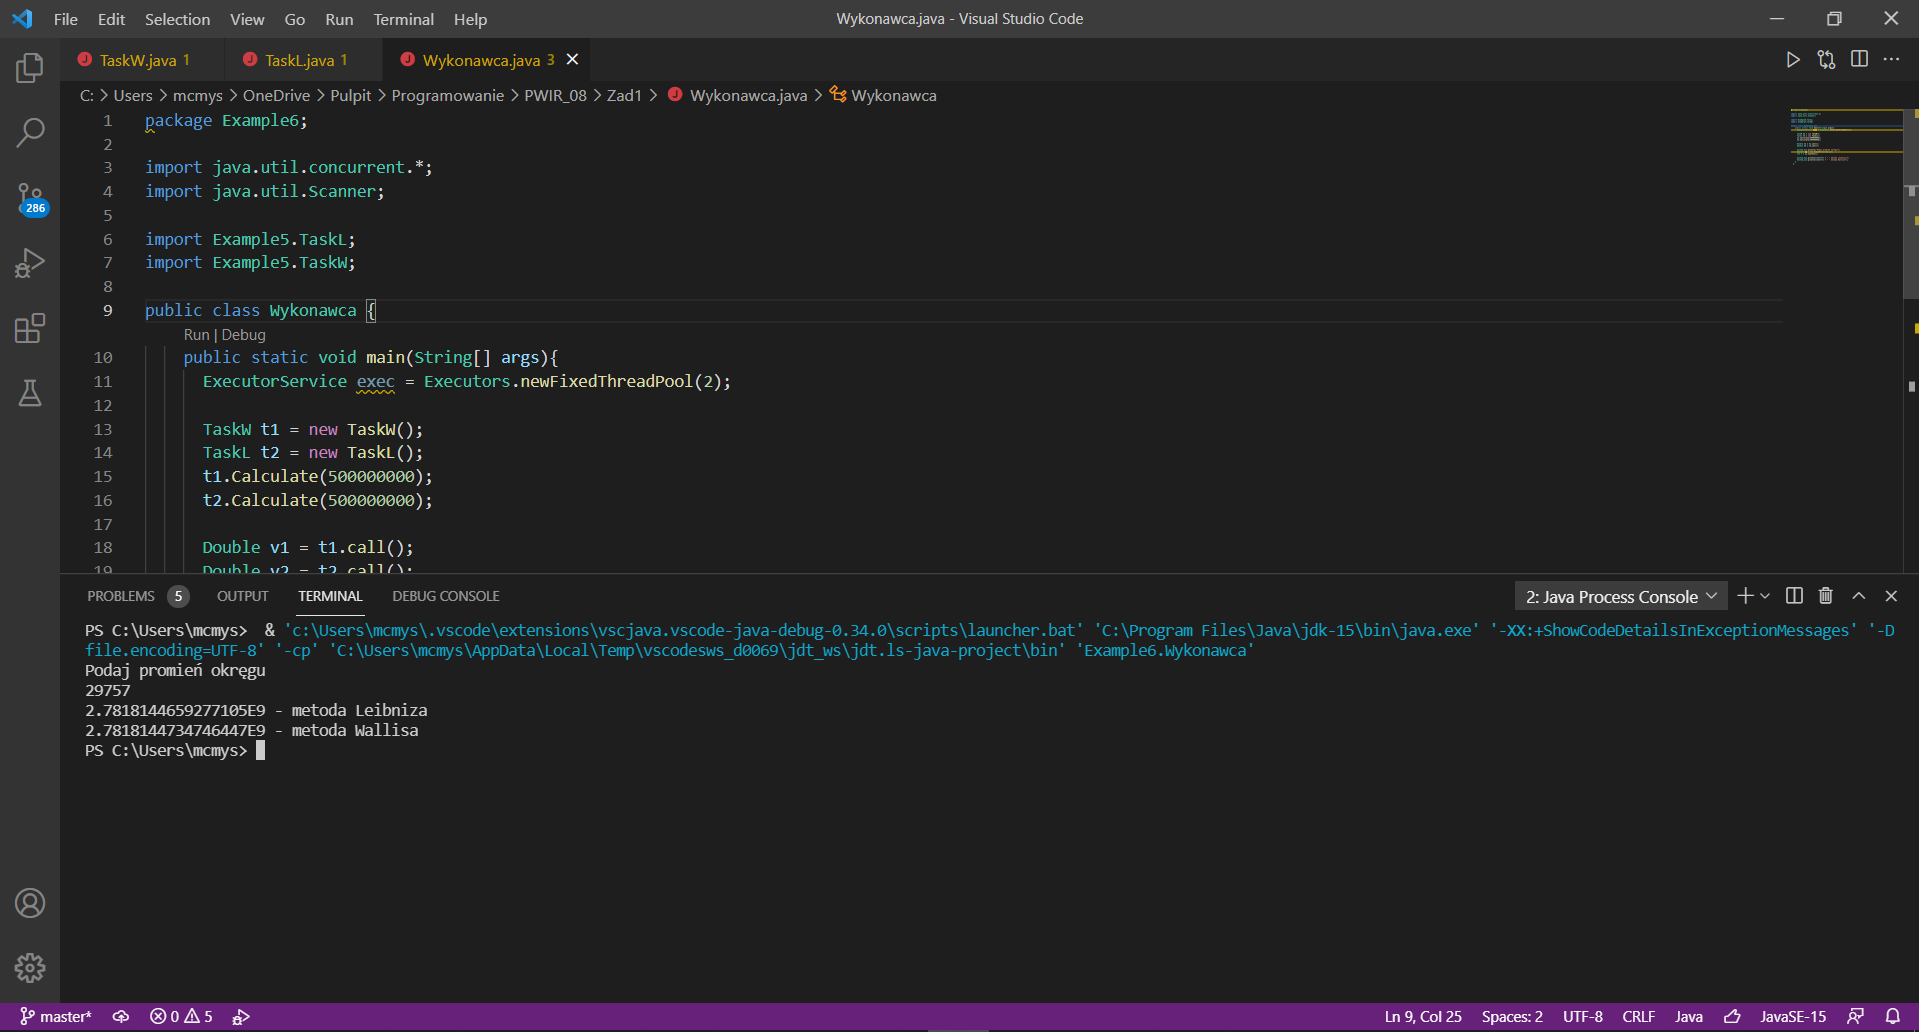 File Edit Selection View Go Run Terminal Help
Wykonawca.java - Visual Studio Code
TaskW.java 1
TaskL.java 1
Wykonawca.java 3
C: > Users > mcmys > OneDrive > Pulpit > Programowanie > PWIR_08 > Zad1 > Wykonawca.java > Wykonawca
1 package Example6;
2
3 import java.util.concurrent.*;
4 import java.util.Scanner;
5
6 import Example5.TaskL;
7 import Example5.TaskW;
8
9 public class Wykonawca {
Run | Debug
10 public static void main(String[] args){
11 ExecutorService exec = Executors.newFixedThreadPool(2);
12
13 TaskW t1 = new TaskW();
14 TaskL t2 = new TaskL();
15 t1.Calculate(500000000);
16 t2.Calculate(500000000);
17
18 Double v1 = t1.call();
19 Double v2 = t2.call();
286
PROBLEMS 5 OUTPUT TERMINAL DEBUG CONSOLE
2: Java Process Console
PS C:\Users\mcmys>  & 'c:\Users\mcmys\.vscode\extensions\vscjava.vscode-java-debug-0.34.0\scripts\launcher.bat' 'C:\Program Files\Java\jdk-15\bin\java.exe' '-XX:+ShowCodeDetailsInExceptionMessages' '-D
file.encoding=UTF-8' '-cp' 'C:\Users\mcmys\AppData\Local\Temp\vscodesws_d0069\jdt_ws\jdt.ls-java-project\bin' 'Example6.Wykonawca'
Podaj promień okręgu
29757
2.7818144659277105E9 - metoda Leibniza
2.7818144734746447E9 - metoda Wallisa
PS C:\Users\mcmys>
master* 0 5
Ln 9, Col 25 Spaces: 2 UTF-8 CRLF Java JavaSE-15